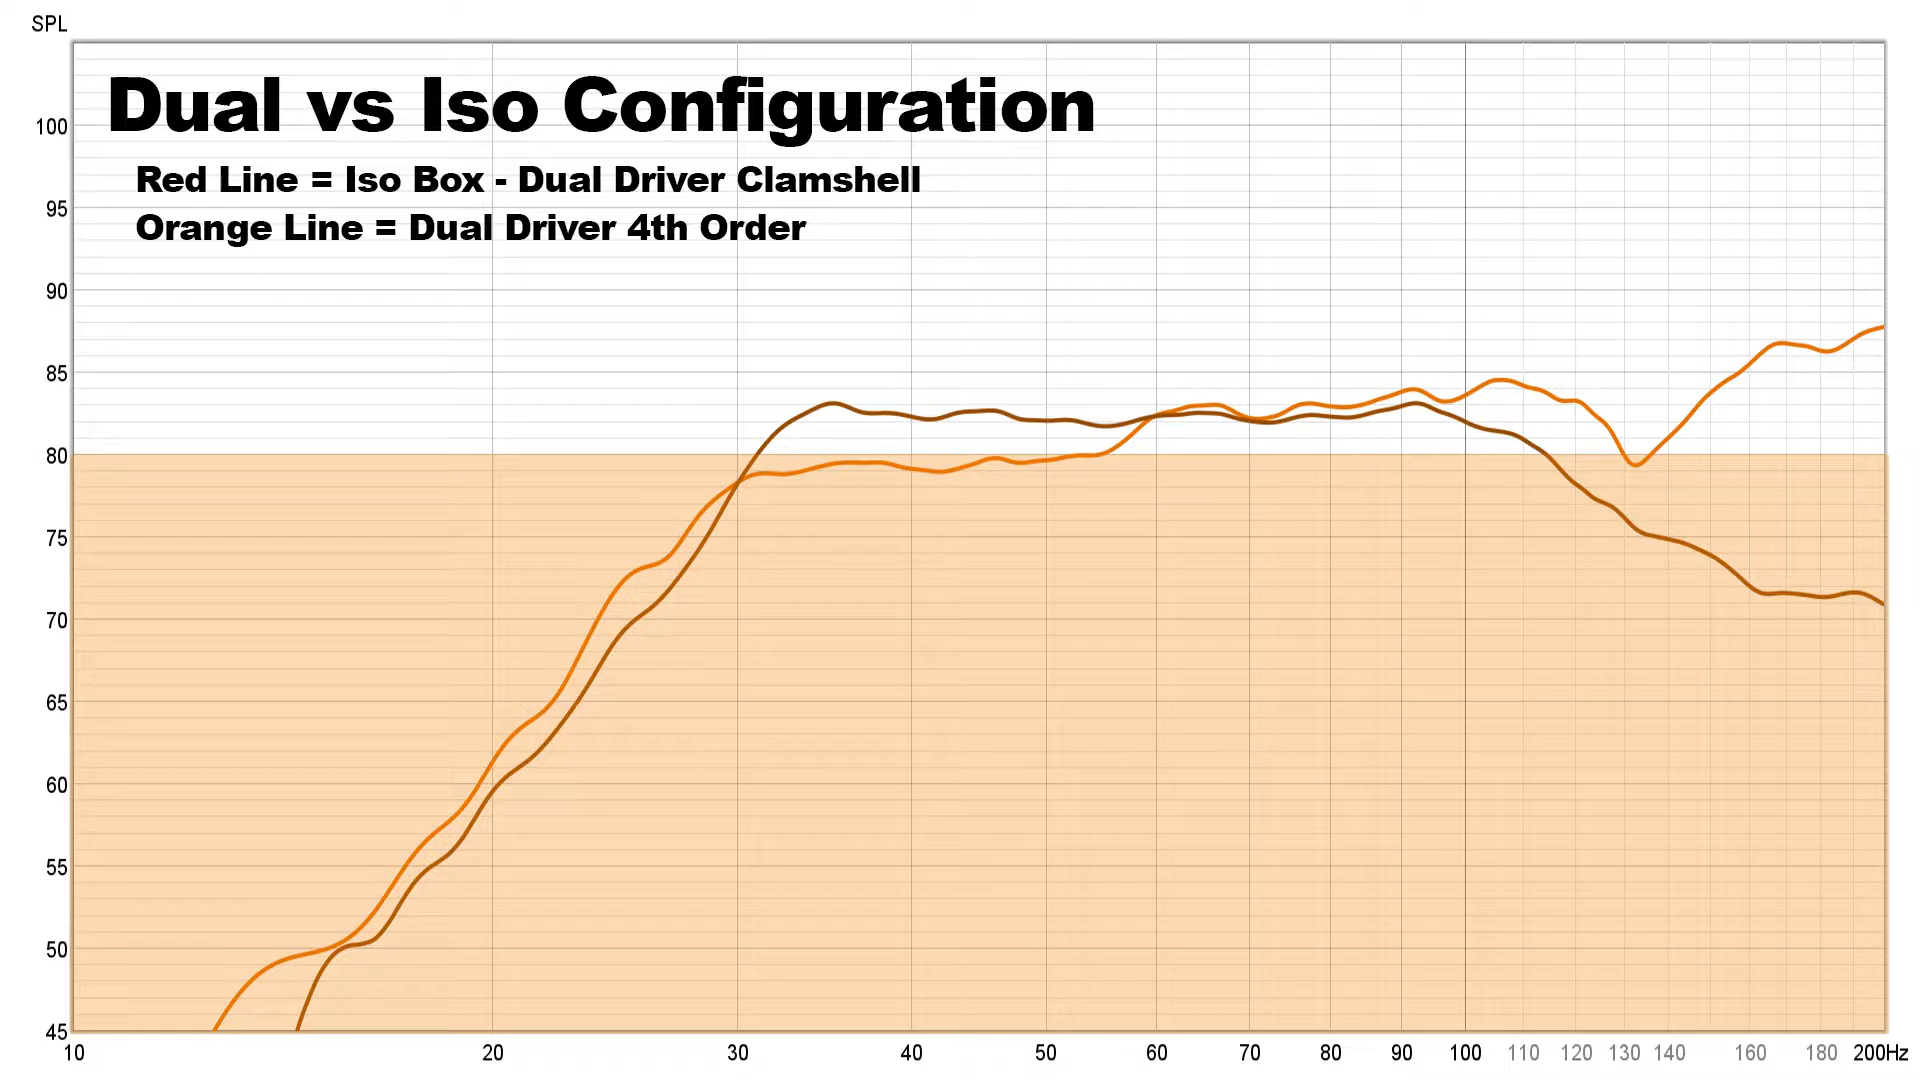 SPL
Dual vs Iso Configuration
Red Line = Iso Box - Dual Driver Clamshell
Orange Line = Dual Driver 4th Order
100
95
90
85
80
75
70
65
60
55
50
45
10 20 30 40 50 60 70 80 90 100 110 120 130 140 160 180 200Hz